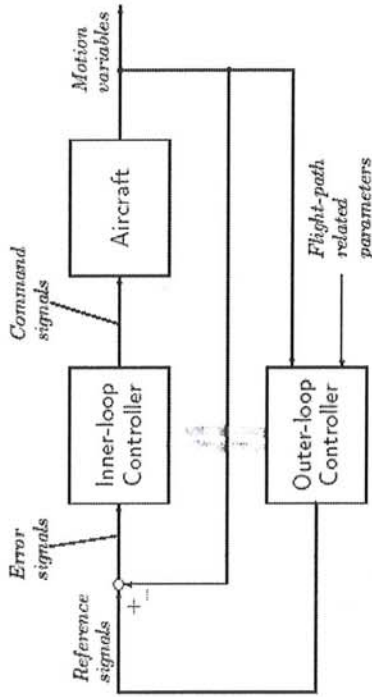 Reference
signals
Error
signals
Command
signals
Motion
variables
+
−
Inner-loop
Controller
Aircraft
Outer-loop
Controller
Flight-path
related
parameters